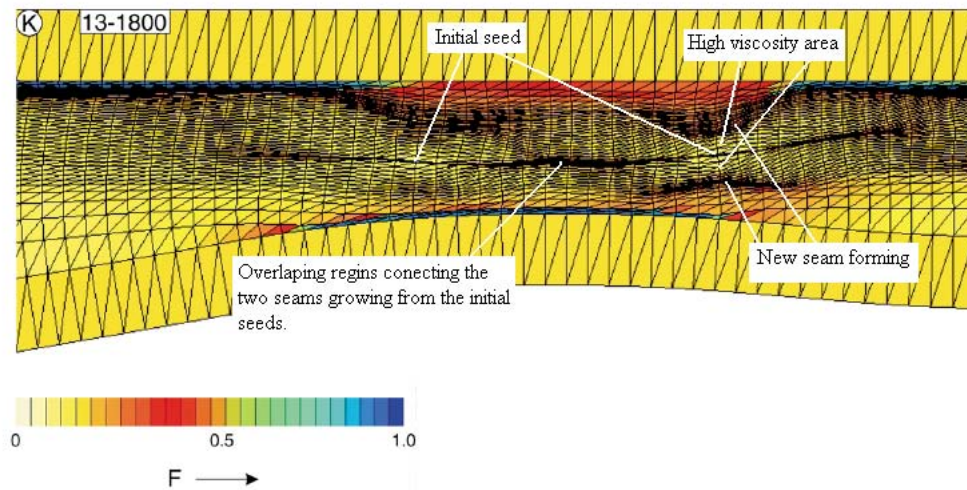 K 13-1800
Initial seed
High viscosity area
New seam forming
Overlaping regins conecting the
two seams growing from the initial
seeds.
0 0.5 1.0
F